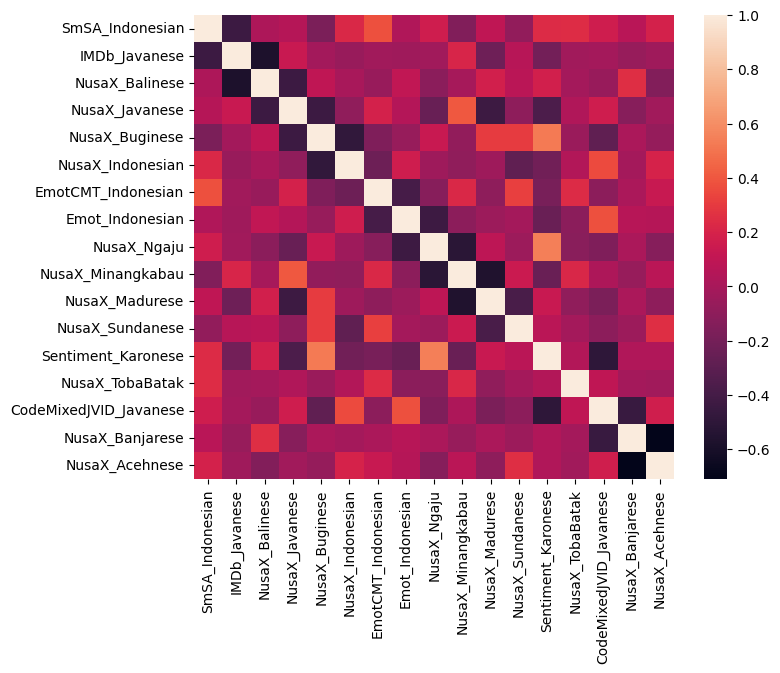 SmSA_Indonesian
IMDb_Javanese
NusaX_Balinese
NusaX_Javanese
NusaX_Buginese
NusaX_Indonesian
EmotCMT_Indonesian
Emot_Indonesian
NusaX_Ngaju
NusaX_Minangkabau
NusaX_Madurese
NusaX_Sundanese
Sentiment_Karonese
NusaX_TobaBatak
CodeMixedJVID_Javanese
NusaX_Banjarese
NusaX_Acehnese
SmSA_Indonesian
IMDb_Javanese
NusaX_Balinese
NusaX_Javanese
NusaX_Buginese
NusaX_Indonesian
EmotCMT_Indonesian
Emot_Indonesian
NusaX_Ngaju
NusaX_Minangkabau
NusaX_Madurese
NusaX_Sundanese
Sentiment_Karonese
NusaX_TobaBatak
CodeMixedJVID_Javanese
NusaX_Banjarese
NusaX_Acehnese
1.0
0.8
0.6
0.4
0.2
0.0
−0.2
−0.4
−0.6